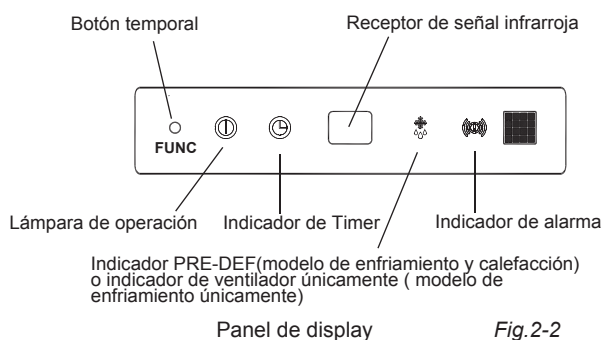 Botón temporal
Receptor de señal infrarroja
FUNC
Lámpara de operación
Indicador de Timer
Indicador de alarma
Indicador PRE-DEF(modelo de enfriamiento y calefacción)
o indicador de ventilador únicamente ( modelo de
enfriamiento únicamente)
Panel de display
Fig.2-2